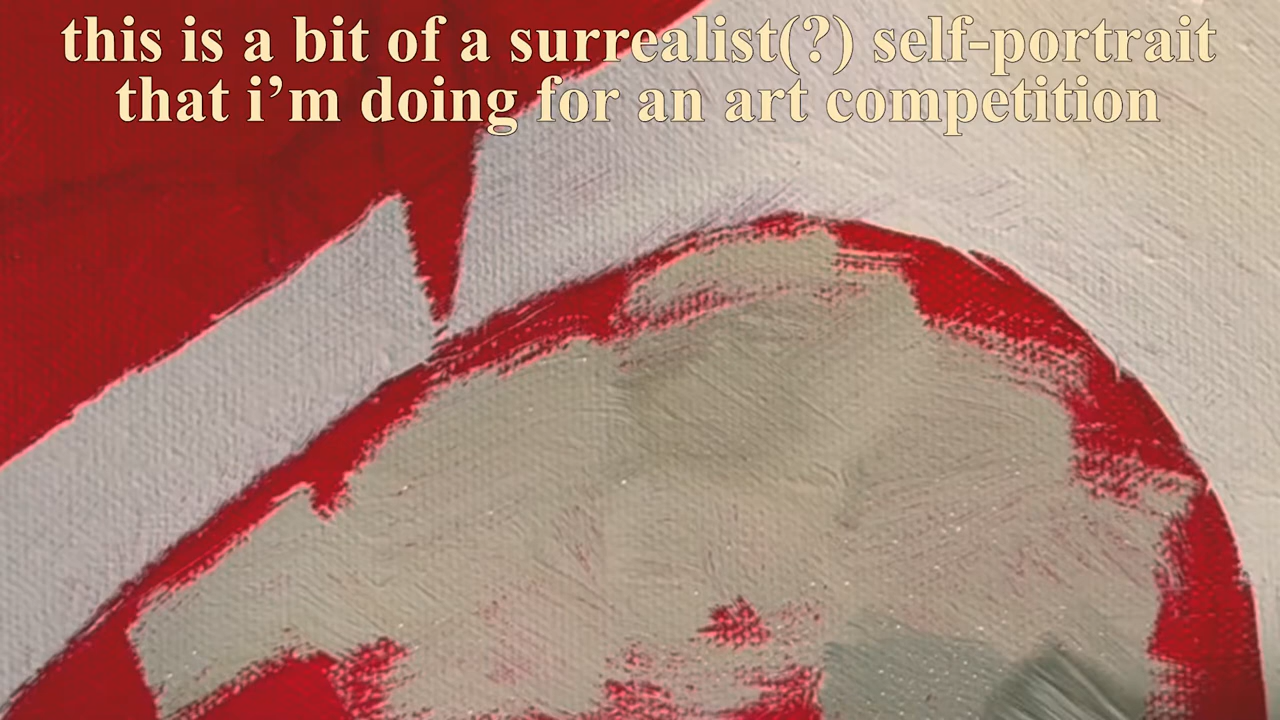 this is a bit of a surrealist(?) self-portrait
that i’m doing for an art competition